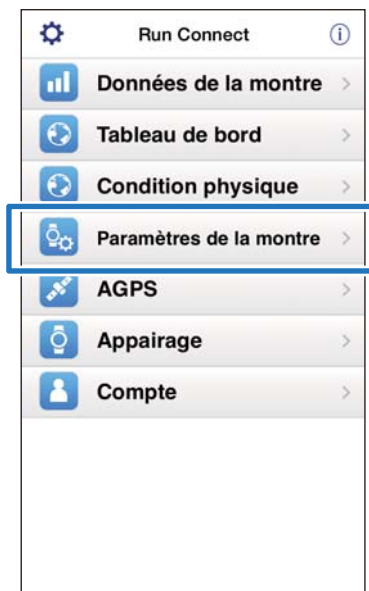 Run Connect
Données de la montre
Tableau de bord
Condition physique
Paramètres de la montre
AGPS
Appairage
Compte